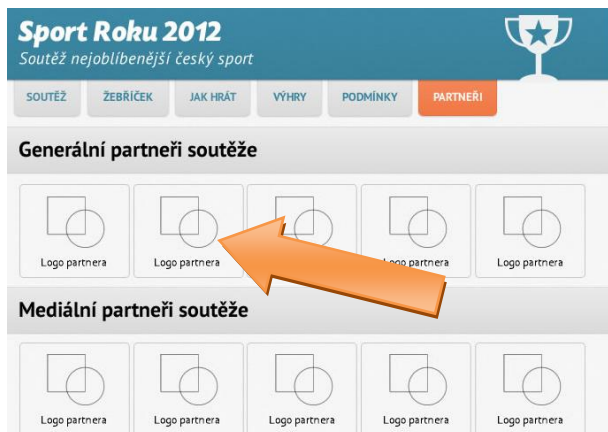 Sport Roku 2012
Soutěž nejoblíbenější český sport
SOUTĚŽ ŽEBŘÍČEK JAK HRÁT VÝHRY PODMÍNKY PARTNEŘI
Generální partneři soutěže
Logo partnera Logo partnera Logo partnera Logo partnera
Mediální partneři soutěže
Logo partnera Logo partnera Logo partnera Logo partnera Logo partnera